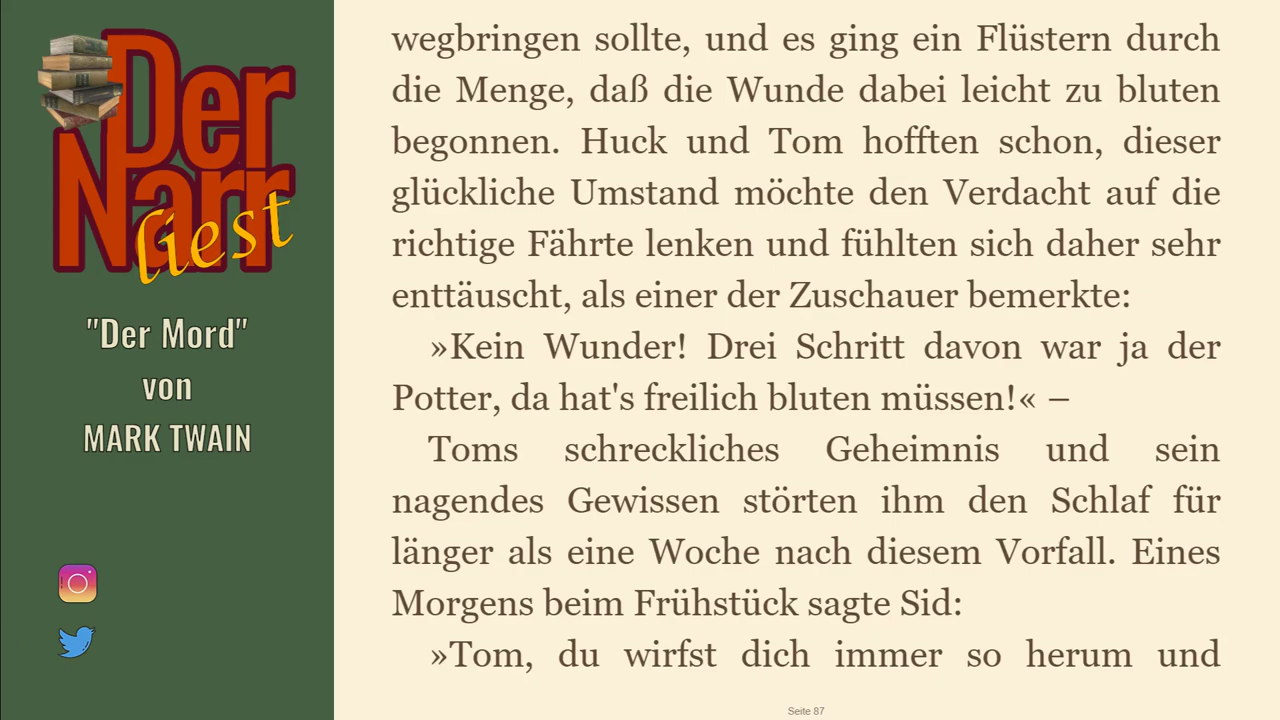 Der
Narr
liest
"Der Mord"
von
MARK TWAIN
wegbringen sollte, und es ging ein Flüstern durch
die Menge, daß die Wunde dabei leicht zu bluten
begonnen. Huck und Tom hofften schon, dieser
glückliche Umstand möchte den Verdacht auf die
richtige Fährte lenken und fühlten sich daher sehr
enttäuscht, als einer der Zuschauer bemerkte:
»Kein Wunder! Drei Schritt davon war ja der
Potter, da hat's freilich bluten müssen!« –
Toms schreckliches Geheimnis und sein
nagendes Gewissen störten ihm den Schlaf für
länger als eine Woche nach diesem Vorfall. Eines
Morgens beim Frühstück sagte Sid:
»Tom, du wirfst dich immer so herum und
Seite 87